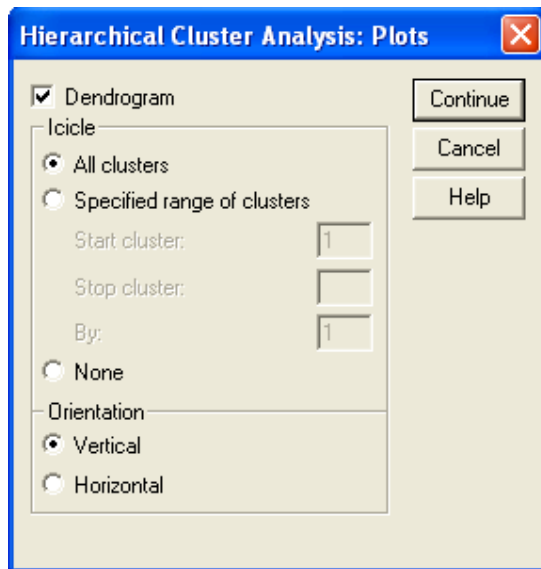 Hierarchical Cluster Analysis: Plots
Dendrogram
Continue
Icicle
Cancel
All clusters
Help
Specified range of clusters
Start cluster: 1
Stop cluster:
By: 1
None
Orientation
Vertical
Horizontal